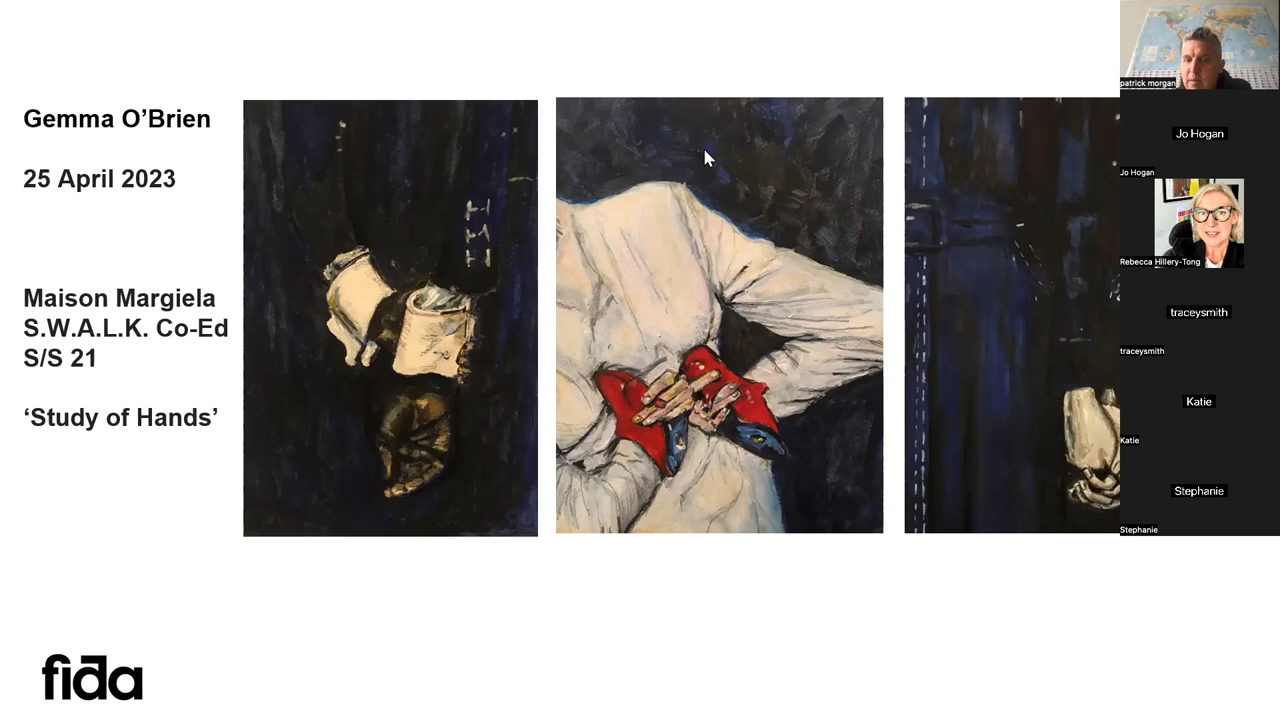 Gemma O’Brien
25 April 2023
Maison Margiela
S.W.A.L.K. Co-Ed
S/S 21
‘Study of Hands’
fida
patrick morgan
Jo Hogan
Jo Hogan
Rebecca Hillery-Tong
traceysmith
traceysmith
Katie
Katie
Stephanie
Stephanie